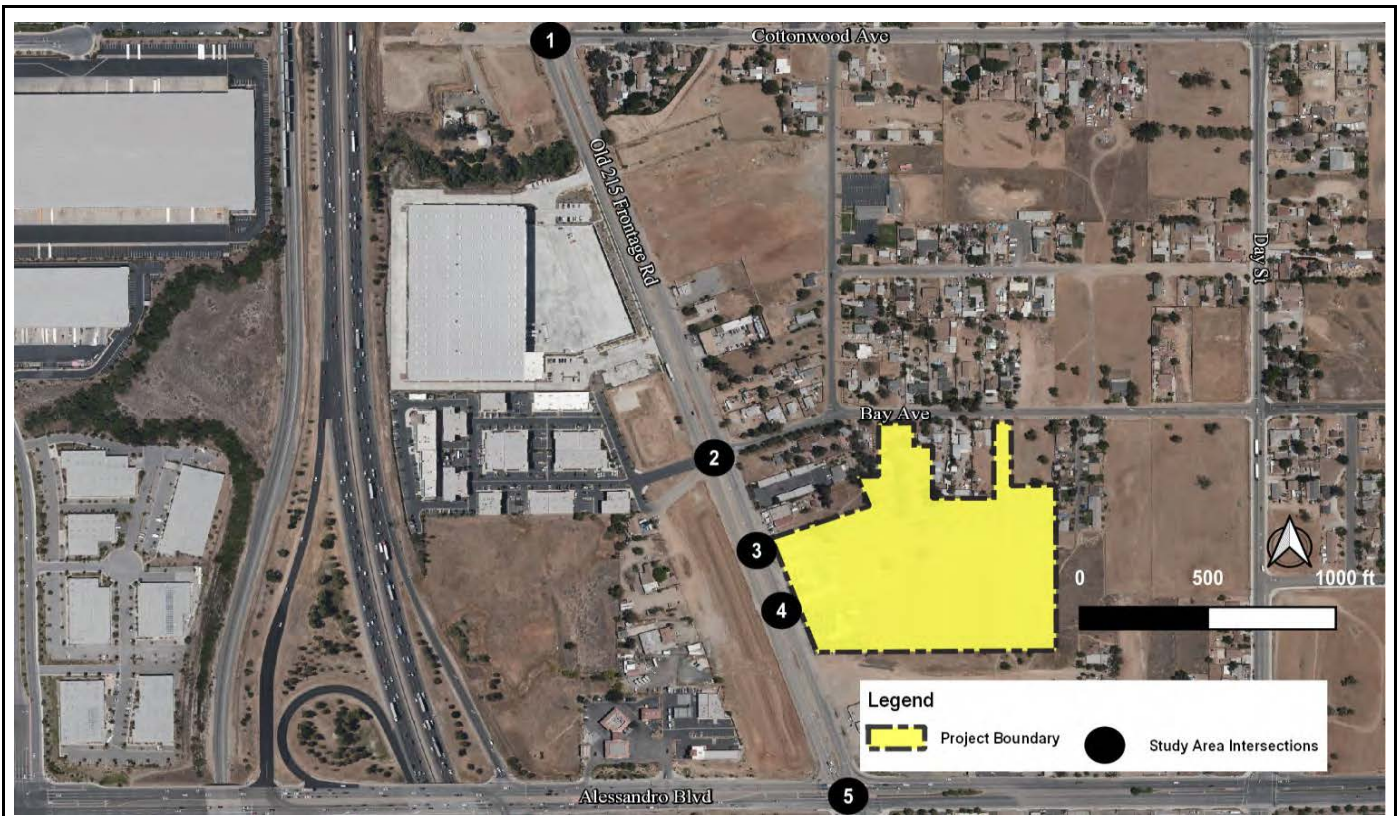 1
Cottonwood Ave
Old 215 Frontage Rd
Day St
Bay Ave
2
3
4
0 500 1000 ft
Legend
Project Boundary
Study Area Intersections
Alessandro Blvd
5